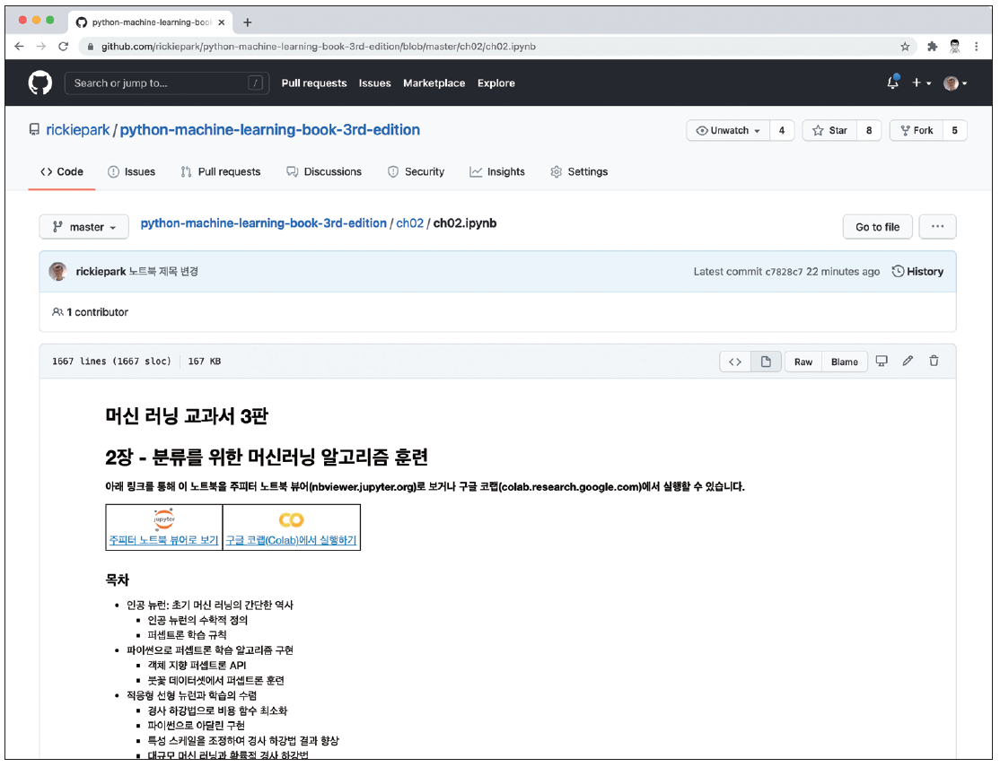 python-machine-learning-boo
github.com/rickiepark/python-machine-learning-book-3rd-edition/blob/master/ch02/ch02.ipynb
Search or jump to... / Pull requests Issues Marketplace Explore
rickiepark / python-machine-learning-book-3rd-edition Unwatch 4 Star 8 Fork 5
Code Issues Pull requests Discussions Security Insights Settings
master python-machine-learning-book-3rd-edition / ch02 / ch02.ipynb Go to file ...
rickiepark 노트북 제목 변경 Latest commit c7828c7 22 minutes ago History
1 contributor
1667 lines (1667 sloc) 167 KB <> Raw Blame
머신 러닝 교과서 3판
2장 - 분류를 위한 머신러닝 알고리즘 훈련
아래 링크를 통해 이 노트북을 주피터 노트북 뷰어(nbviewer.jupyter.org)로 보거나 구글 코랩(colab.research.google.com)에서 실행할 수 있습니다.
jupyter
주피터 노트북 뷰어로 보기 구글 코랩(Colab)에서 실행하기
목차
• 인공 뉴런: 초기 머신 러닝의 간단한 역사
▪ 인공 뉴런의 수학적 정의
▪ 퍼셉트론 학습 규칙
• 파이썬으로 퍼셉트론 학습 알고리즘 구현
▪ 객체 지향 퍼셉트론 API
▪ 붓꽃 데이터셋에서 퍼셉트론 훈련
• 적응형 선형 뉴런과 학습의 수렴
▪ 경사 하강법으로 비용 함수 최소화
▪ 파이썬으로 아달린 구현
▪ 특성 스케일을 조정하여 경사 하강법 결과 향상
▪ 대규모 머신 러닝과 확률적 경사 하강법